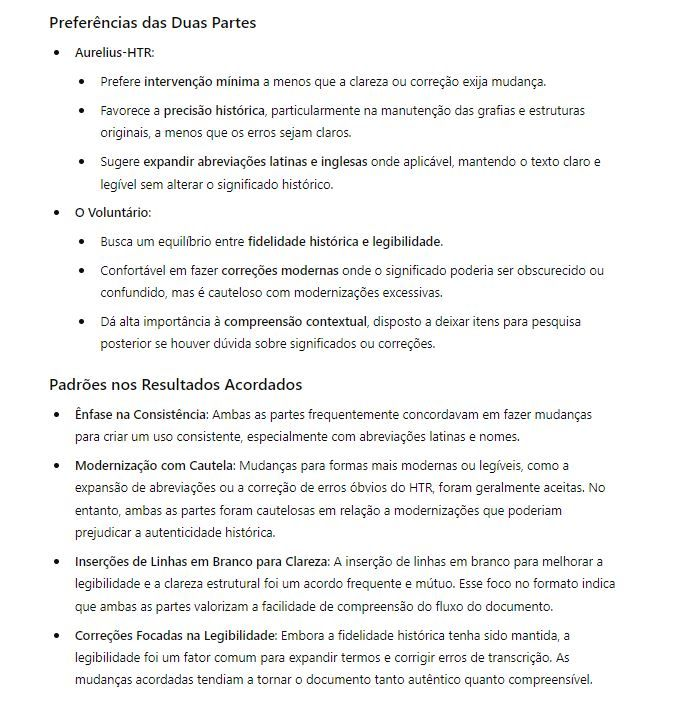 Preferências das Duas Partes
• Aurelius-HTR:
• Prefere intervenção mínima a menos que a clareza ou correção exija mudança.
• Favorece a precisão histórica, particularmente na manutenção das grafias e estruturas
originais, a menos que os erros sejam claros.
• Sugere expandir abreviações latinas e inglesas onde aplicável, mantendo o texto claro e
legível sem alterar o significado histórico.
• O Voluntário:
• Busca um equilíbrio entre fidelidade histórica e legibilidade.
• Confortável em fazer correções modernas onde o significado poderia ser obscurecido ou
confundido, mas é cauteloso com modernizações excessivas.
• Dá alta importância à compreensão contextual, disposto a deixar itens para pesquisa
posterior se houver dúvida sobre significados ou correções.
Padrões nos Resultados Acordados
• Ênfase na Consistência: Ambas as partes frequentemente concordavam em fazer mudanças
para criar um uso consistente, especialmente com abreviações latinas e nomes.
• Modernização com Cautela: Mudanças para formas mais modernas ou legíveis, como a
expansão de abreviações ou a correção de erros óbvios do HTR, foram geralmente aceitas. No
entanto, ambas as partes foram cautelosas em relação a modernizações que poderiam
prejudicar a autenticidade histórica.
• Inserções de Linhas em Branco para Clareza: A inserção de linhas em branco para melhorar a
legibilidade e a clareza estrutural foi um acordo frequente e mútuo. Esse foco no formato indica
que ambas as partes valorizam a facilidade de compreensão do fluxo do documento.
• Correções Focadas na Legibilidade: Embora a fidelidade histórica tenha sido mantida, a
legibilidade foi um fator comum para expandir termos e corrigir erros de transcrição. As
mudanças acordadas tendiam a tornar o documento tanto autêntico quanto compreensível.